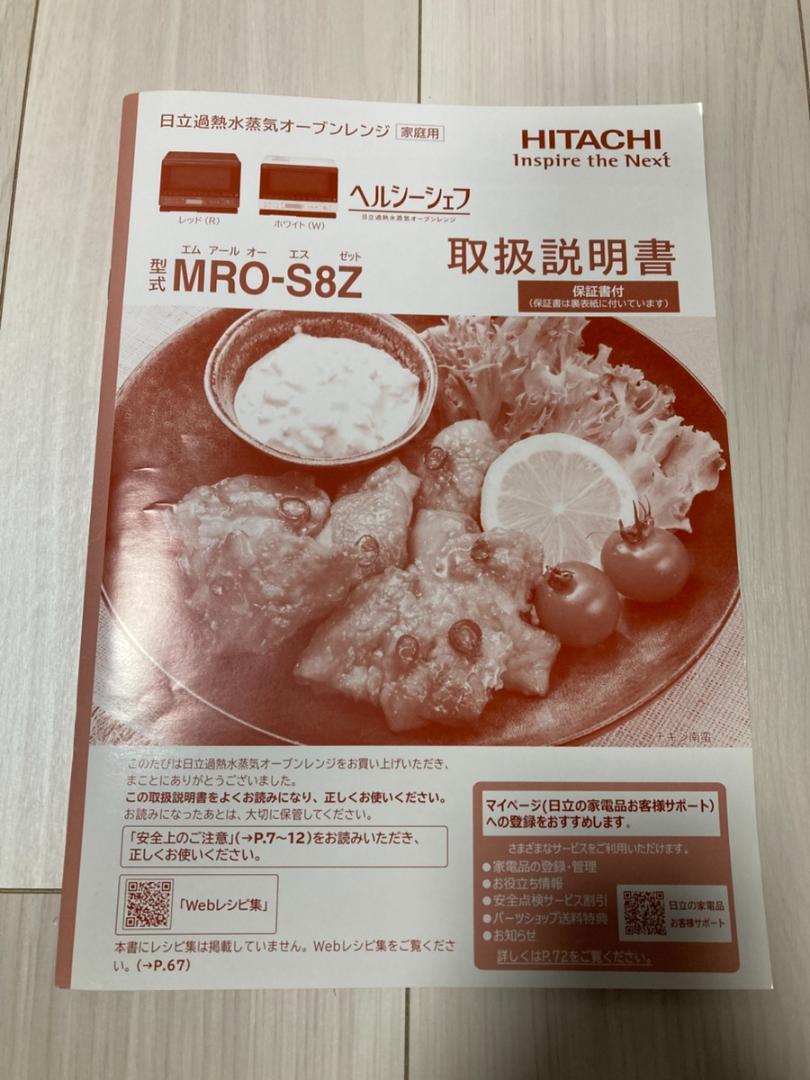 日立過熱水蒸気オーブンレンジ 家庭用
HITACHI
Inspire the Next
レッド(R)
ホワイト(W)
ヘルシーシェフ
日立過熱水蒸気オーブンレンジ
エム アール オー エス ゼット
型式 MRO-S8Z
取扱説明書
保証書付
(保証書は裏表紙に付いています)
チキン南蛮
このたびは日立過熱水蒸気オーブンレンジをお買い上げいただき、
まことにありがとうございました。
この取扱説明書をよくお読みになり、正しくお使いください。
お読みになったあとは、大切に保管してください。
「安全上のご注意」(→P.7~12)をお読みいただき、
正しくお使いください。
「Webレシピ集」
本書にレシピ集は掲載していません。Webレシピ集をご覧くださ
い。(→P.67)
マイページ(日立の家電品お客様サポート)
への登録をおすすめします。
さまざまなサービスをご利用いただけます。
●家電品の登録・管理
●お役立ち情報
●安全点検サービス割引
●パーツショップ送料特典
●お知らせ
日立の家電品
お客様サポート
詳しくはP.72をご覧ください。